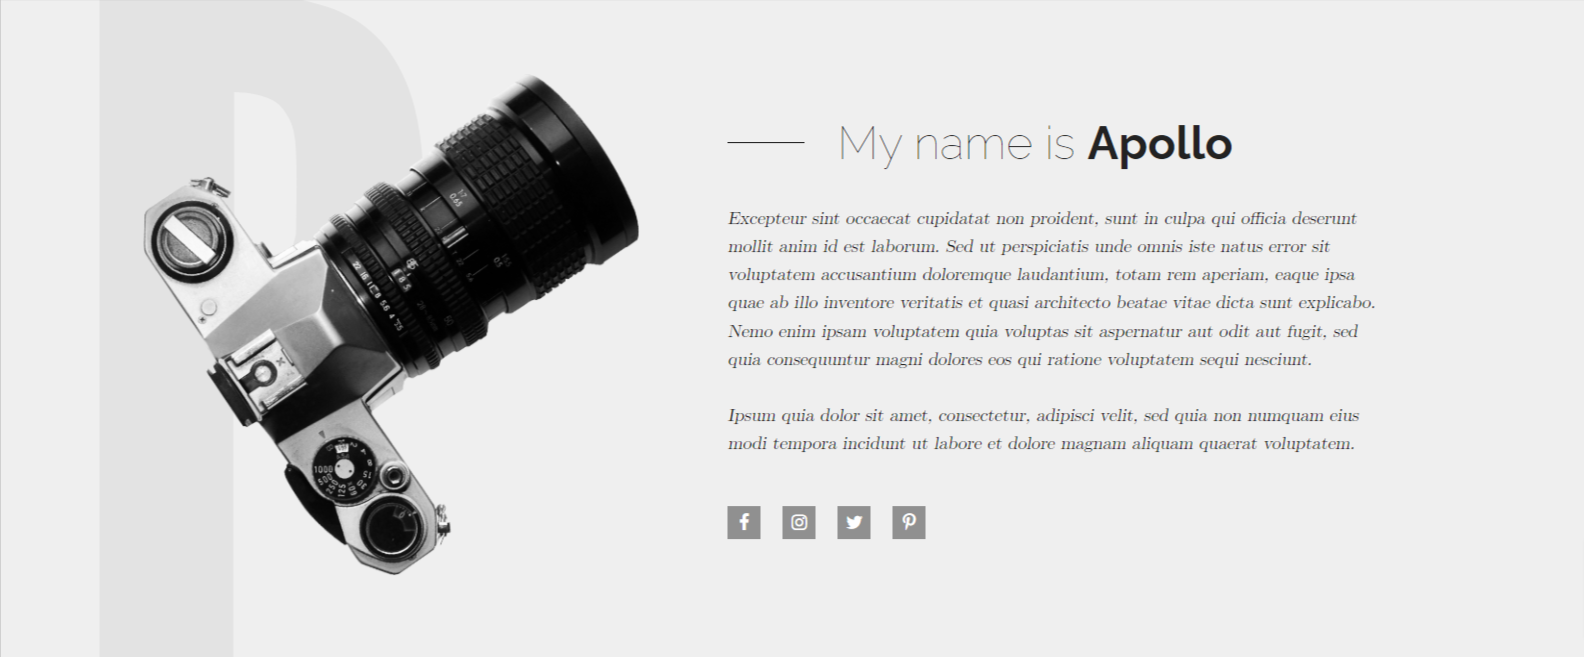 My name is Apollo
Excepteur sint occaecat cupidatat non proident, sunt in culpa qui officia deserunt
mollit anim id est laborum. Sed ut perspiciatis unde omnis iste natus error sit
voluptatem accusantium doloremque laudantium, totam rem aperiam, eaque ipsa
quae ab illo inventore veritatis et quasi architecto beatae vitae dicta sunt explicabo.
Nemo enim ipsam voluptatem quia voluptas sit aspernatur aut odit aut fugit, sed
quia consequuntur magni dolores eos qui ratione voluptatem sequi nesciunt.
Ipsum quia dolor sit amet, consectetur, adipisci velit, sed quia non numquam eius
modi tempora incidunt ut labore et dolore magnam aliquam quaerat voluptatem.
1000